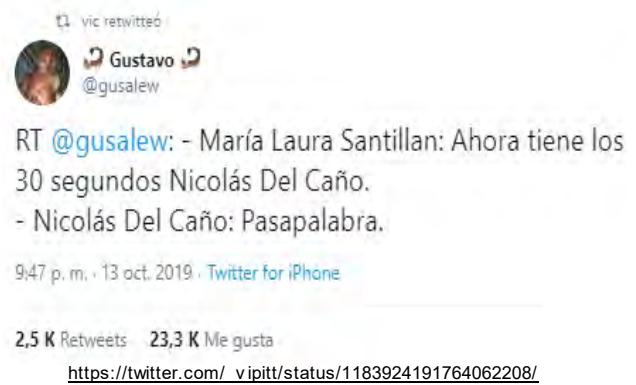 vic retwitteó
Gustavo
@gusalew
RT @gusalew: - María Laura Santillan: Ahora tiene los
30 segundos Nicolás Del Caño.
- Nicolás Del Caño: Pasapalabra.
9:47 p. m. · 13 oct. 2019 · Twitter for iPhone
2,5 K Retweets 23,3 K Me gusta
https://twitter.com/_vipitt/status/1183924191764062208/